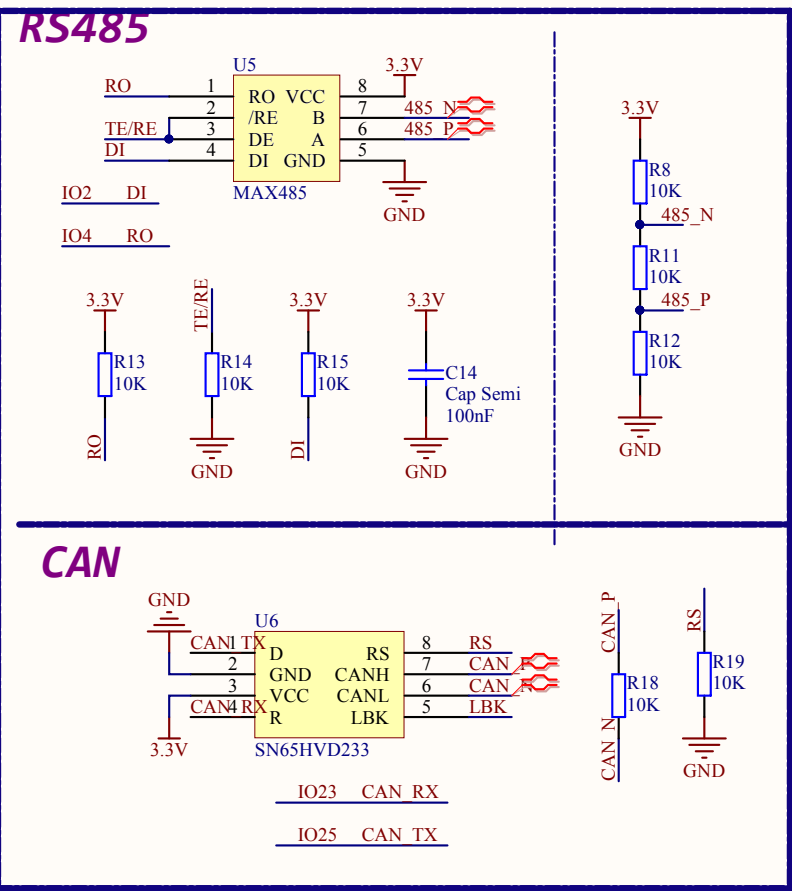 RS485
U5
3.3V
RO 1 RO VCC 8
2 /RE B 7 485_N
TE/RE 3 DE A 6 485_P
DI 4 DI GND 5
MAX485
GND
IO2 DI
IO4 RO
3.3V
R8
10K
485_N
R11
10K
485_P
R12
10K
GND
3.3V TE/RE 3.3V 3.3V
R13
10K
RO
R14
10K
GND
R15
10K
DI
C14
Cap Semi
100nF
GND
CAN
GND
U6
CAN_TX 1 D RS 8 RS
2 GND CANH 7 CAN_P
3 VCC CANL 6 CAN_N
CAN_RX 4 R LBK 5 LBK
3.3V
SN65HVD233
IO23 CAN_RX
IO25 CAN_TX
CAN_P
R18
10K
CAN_N
RS
R19
10K
GND